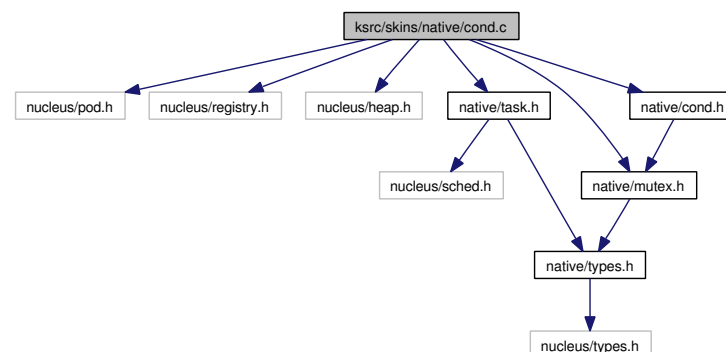 ksrc/skins/native/cond.c
nucleus/pod.h
nucleus/registry.h
nucleus/heap.h
native/task.h
native/cond.h
nucleus/sched.h
native/mutex.h
native/types.h
nucleus/types.h